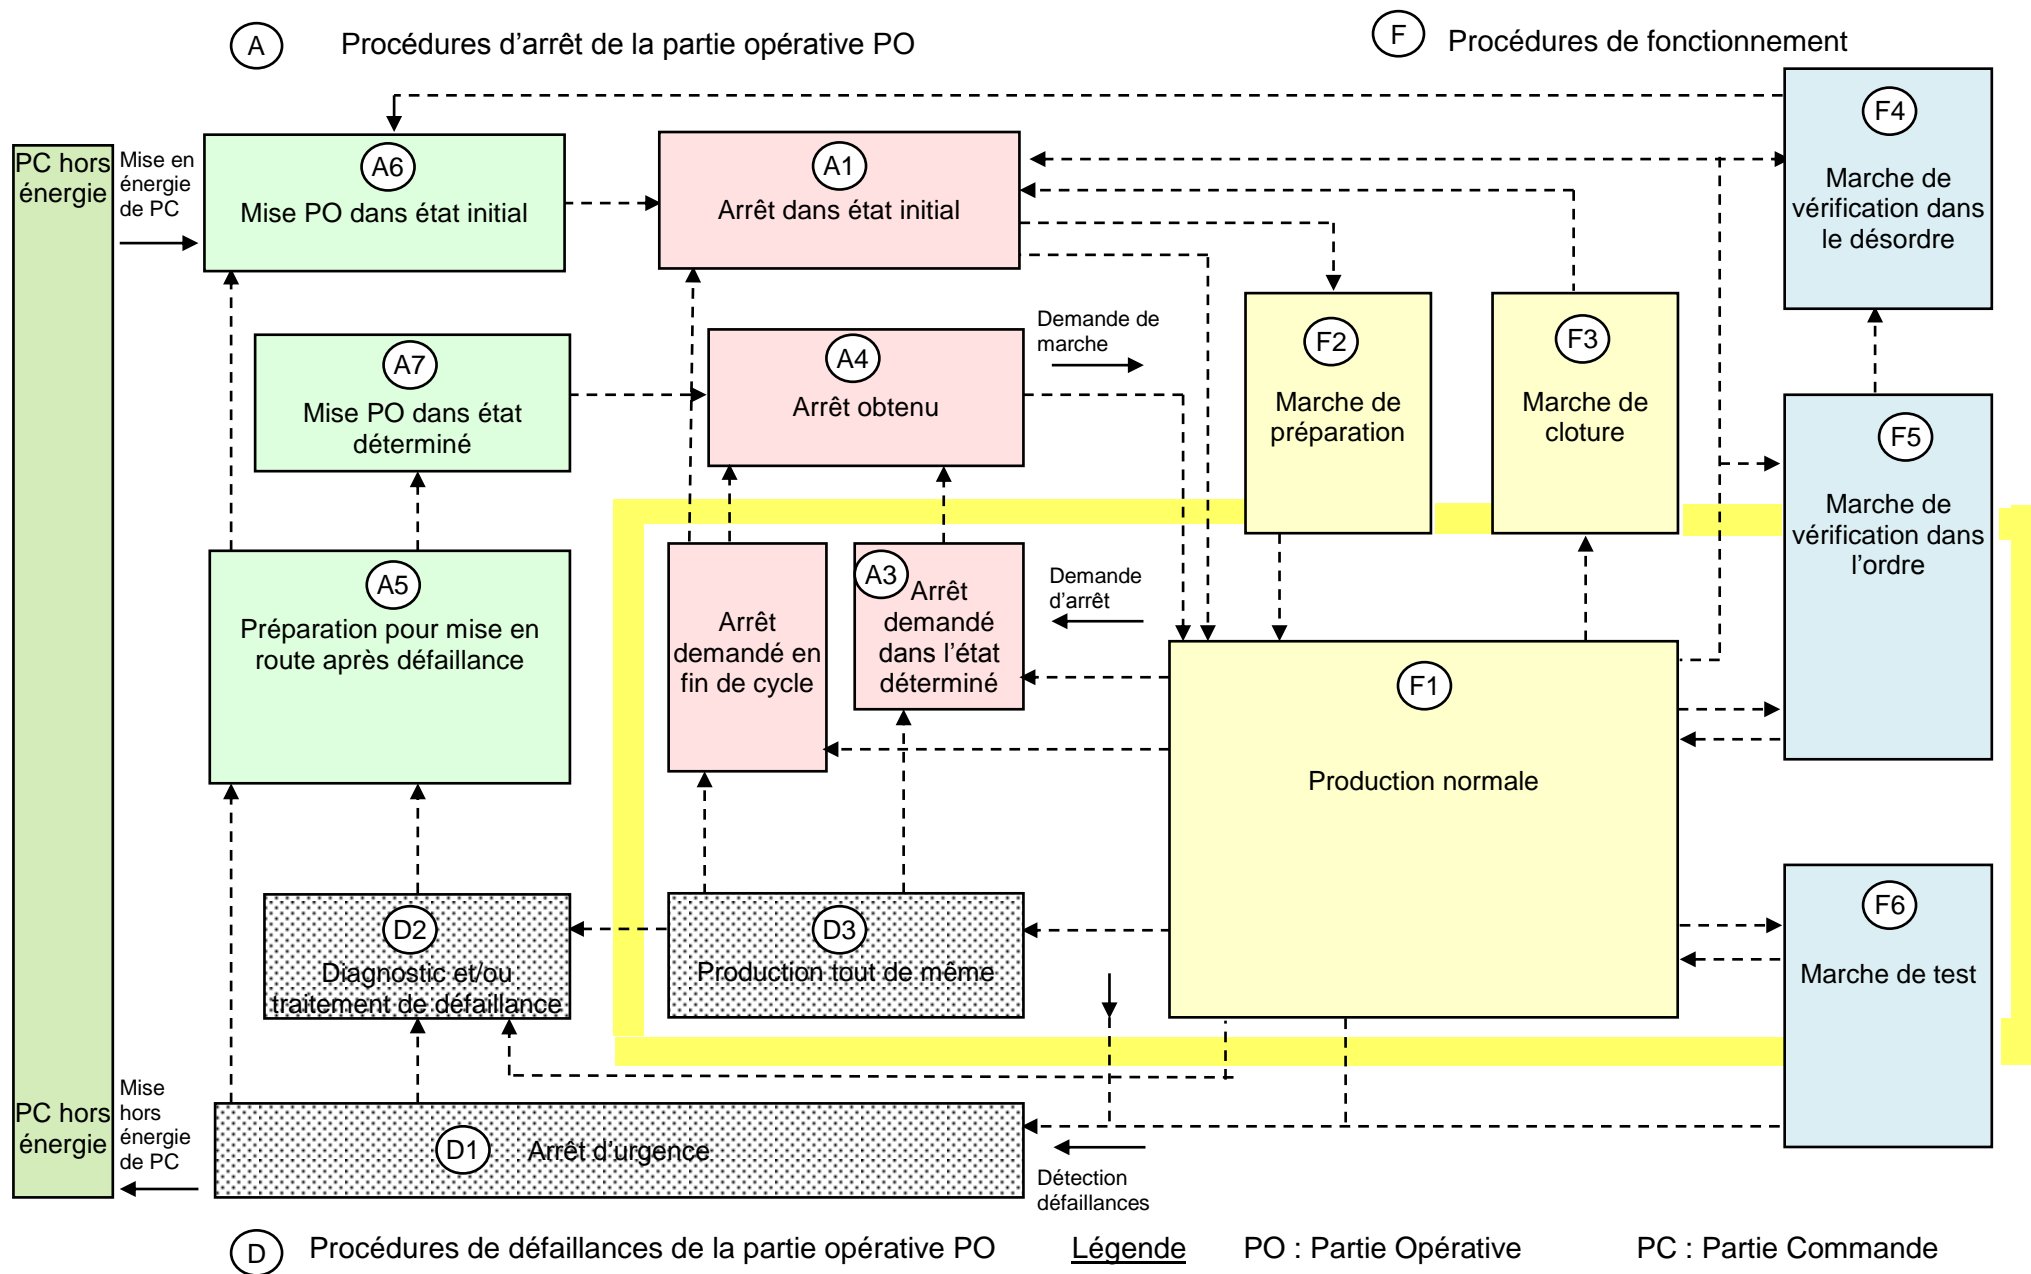 A
Procédures d’arrêt de la partie opérative PO
F
Procédures de fonctionnement
PC hors
énergie
Mise en
énergie
de PC
A6
Mise PO dans état initial
A1
Arrêt dans état initial
F4
Marche de
vérification dans
le désordre
A7
Mise PO dans état
déterminé
A4
Arrêt obtenu
Demande de
marche
F2
Marche de
préparation
F3
Marche de
cloture
F5
Marche de
vérification dans
l’ordre
A5
Préparation pour mise en
route après défaillance
Arrêt
demandé en
fin de cycle
A3
Arrêt
demandé
dans l’état
déterminé
Demande
d’arrêt
F1
Production normale
D2
Diagnostic et/ou
traitement de défaillance
D3
Production tout de même
F6
Marche de test
PC hors
énergie
Mise
hors
énergie
de PC
D1
Arrêt d’urgence
Détection
défaillances
D
Procédures de défaillances de la partie opérative PO
Légende
PO : Partie Opérative
PC : Partie Commande